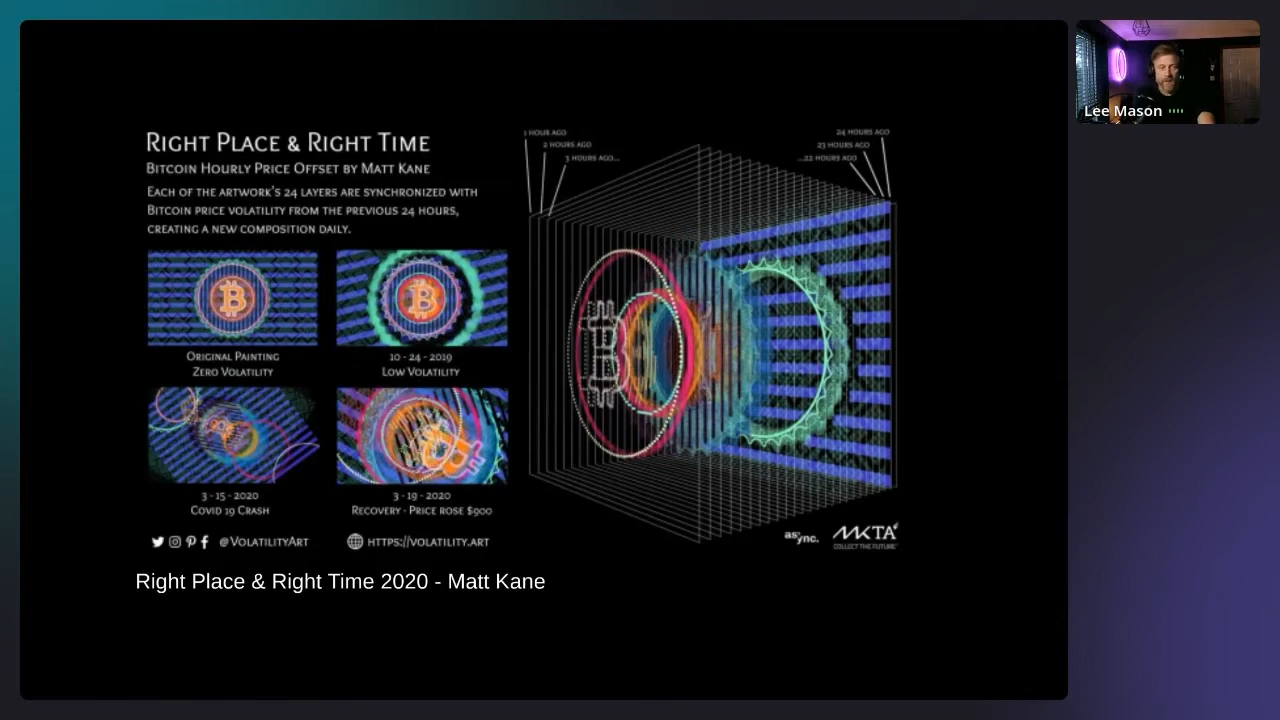 Right Place & Right Time
Bitcoin Hourly Price Offset by Matt Kane
Each of the artwork's 24 layers are synchronized with
Bitcoin price volatility from the previous 24 hours,
creating a new composition daily.
Original Painting
Zero Volatility
10 - 24 - 2019
Low Volatility
3 - 15 - 2020
Covid 19 Crash
3 - 19 - 2020
Recovery - Price rose $900
@VolatilityArt
https://volatility.art
1 hour ago
2 hours ago
3 hours ago...
24 hours ago
23 hours ago
...22 hours ago
async.
MKTA
Collect the Future
Right Place & Right Time 2020 - Matt Kane
Lee Mason